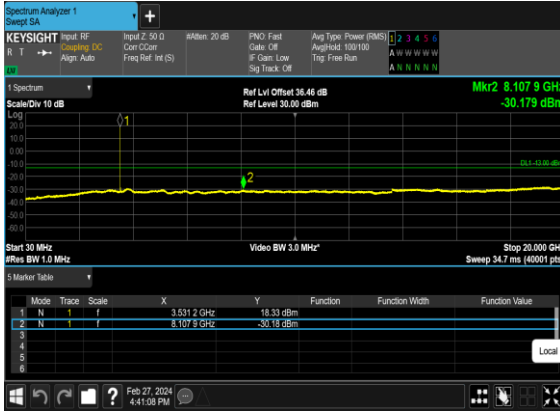 Spectrum Analyzer 1
Swept SA
+
KEYSIGHT Input: RF Input Z: 50 Ω #Atten: 20 dB PNO: Fast Avg Type: Power (RMS) 1 2 3 4 5 6
R T Coupling: DC Corr CCorr Gate: Off Avg|Hold: 100/100 A W W W W W
Align: Auto Freq Ref: Int (S) IF Gain: Low Trig: Free Run
Sig Track: Off A N N N N N
1 Spectrum
Scale/Div 10 dB
Ref Lvl Offset 36.46 dB
Ref Level 30.00 dBm
Mkr2 8.107 9 GHz
-30.179 dBm
Log
20.0
10.0
0.00
-10.0
-20.0
-30.0
-40.0
-50.0
-60.0
1
2
DL1 -13.00 dBm
Start 30 MHz Video BW 3.0 MHz* Stop 20.000 GHz
#Res BW 1.0 MHz Sweep 34.7 ms (40001 pts)
5 Marker Table
Mode Trace Scale X Y Function Function Width Function Value
1 N 1 f 3.531 2 GHz 18.33 dBm
2 N 1 f 8.107 9 GHz -30.18 dBm
3
4
5
6
Local
? Feb 27, 2024
4:41:08 PM